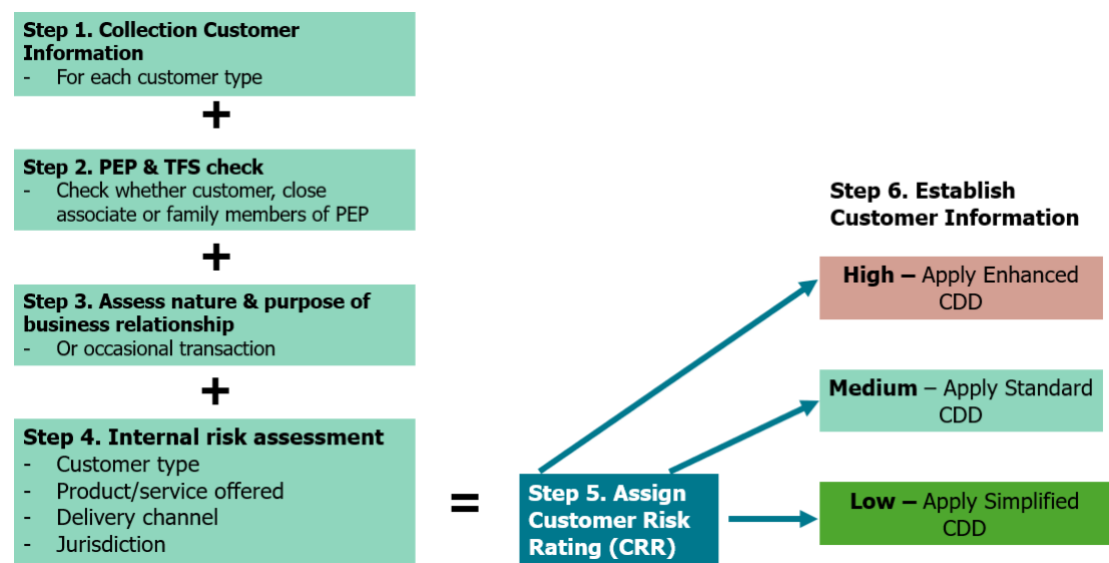 Step 1. Collection Customer
Information
- For each customer type
+
Step 2. PEP & TFS check
- Check whether customer, close
associate or family members of PEP
+
Step 3. Assess nature & purpose of
business relationship
- Or occasional transaction
+
Step 4. Internal risk assessment
- Customer type
- Product/service offered
- Delivery channel
- Jurisdiction
=
Step 5. Assign
Customer Risk
Rating (CRR)
Step 6. Establish
Customer Information
High – Apply Enhanced
CDD
Medium – Apply Standard
CDD
Low – Apply Simplified
CDD